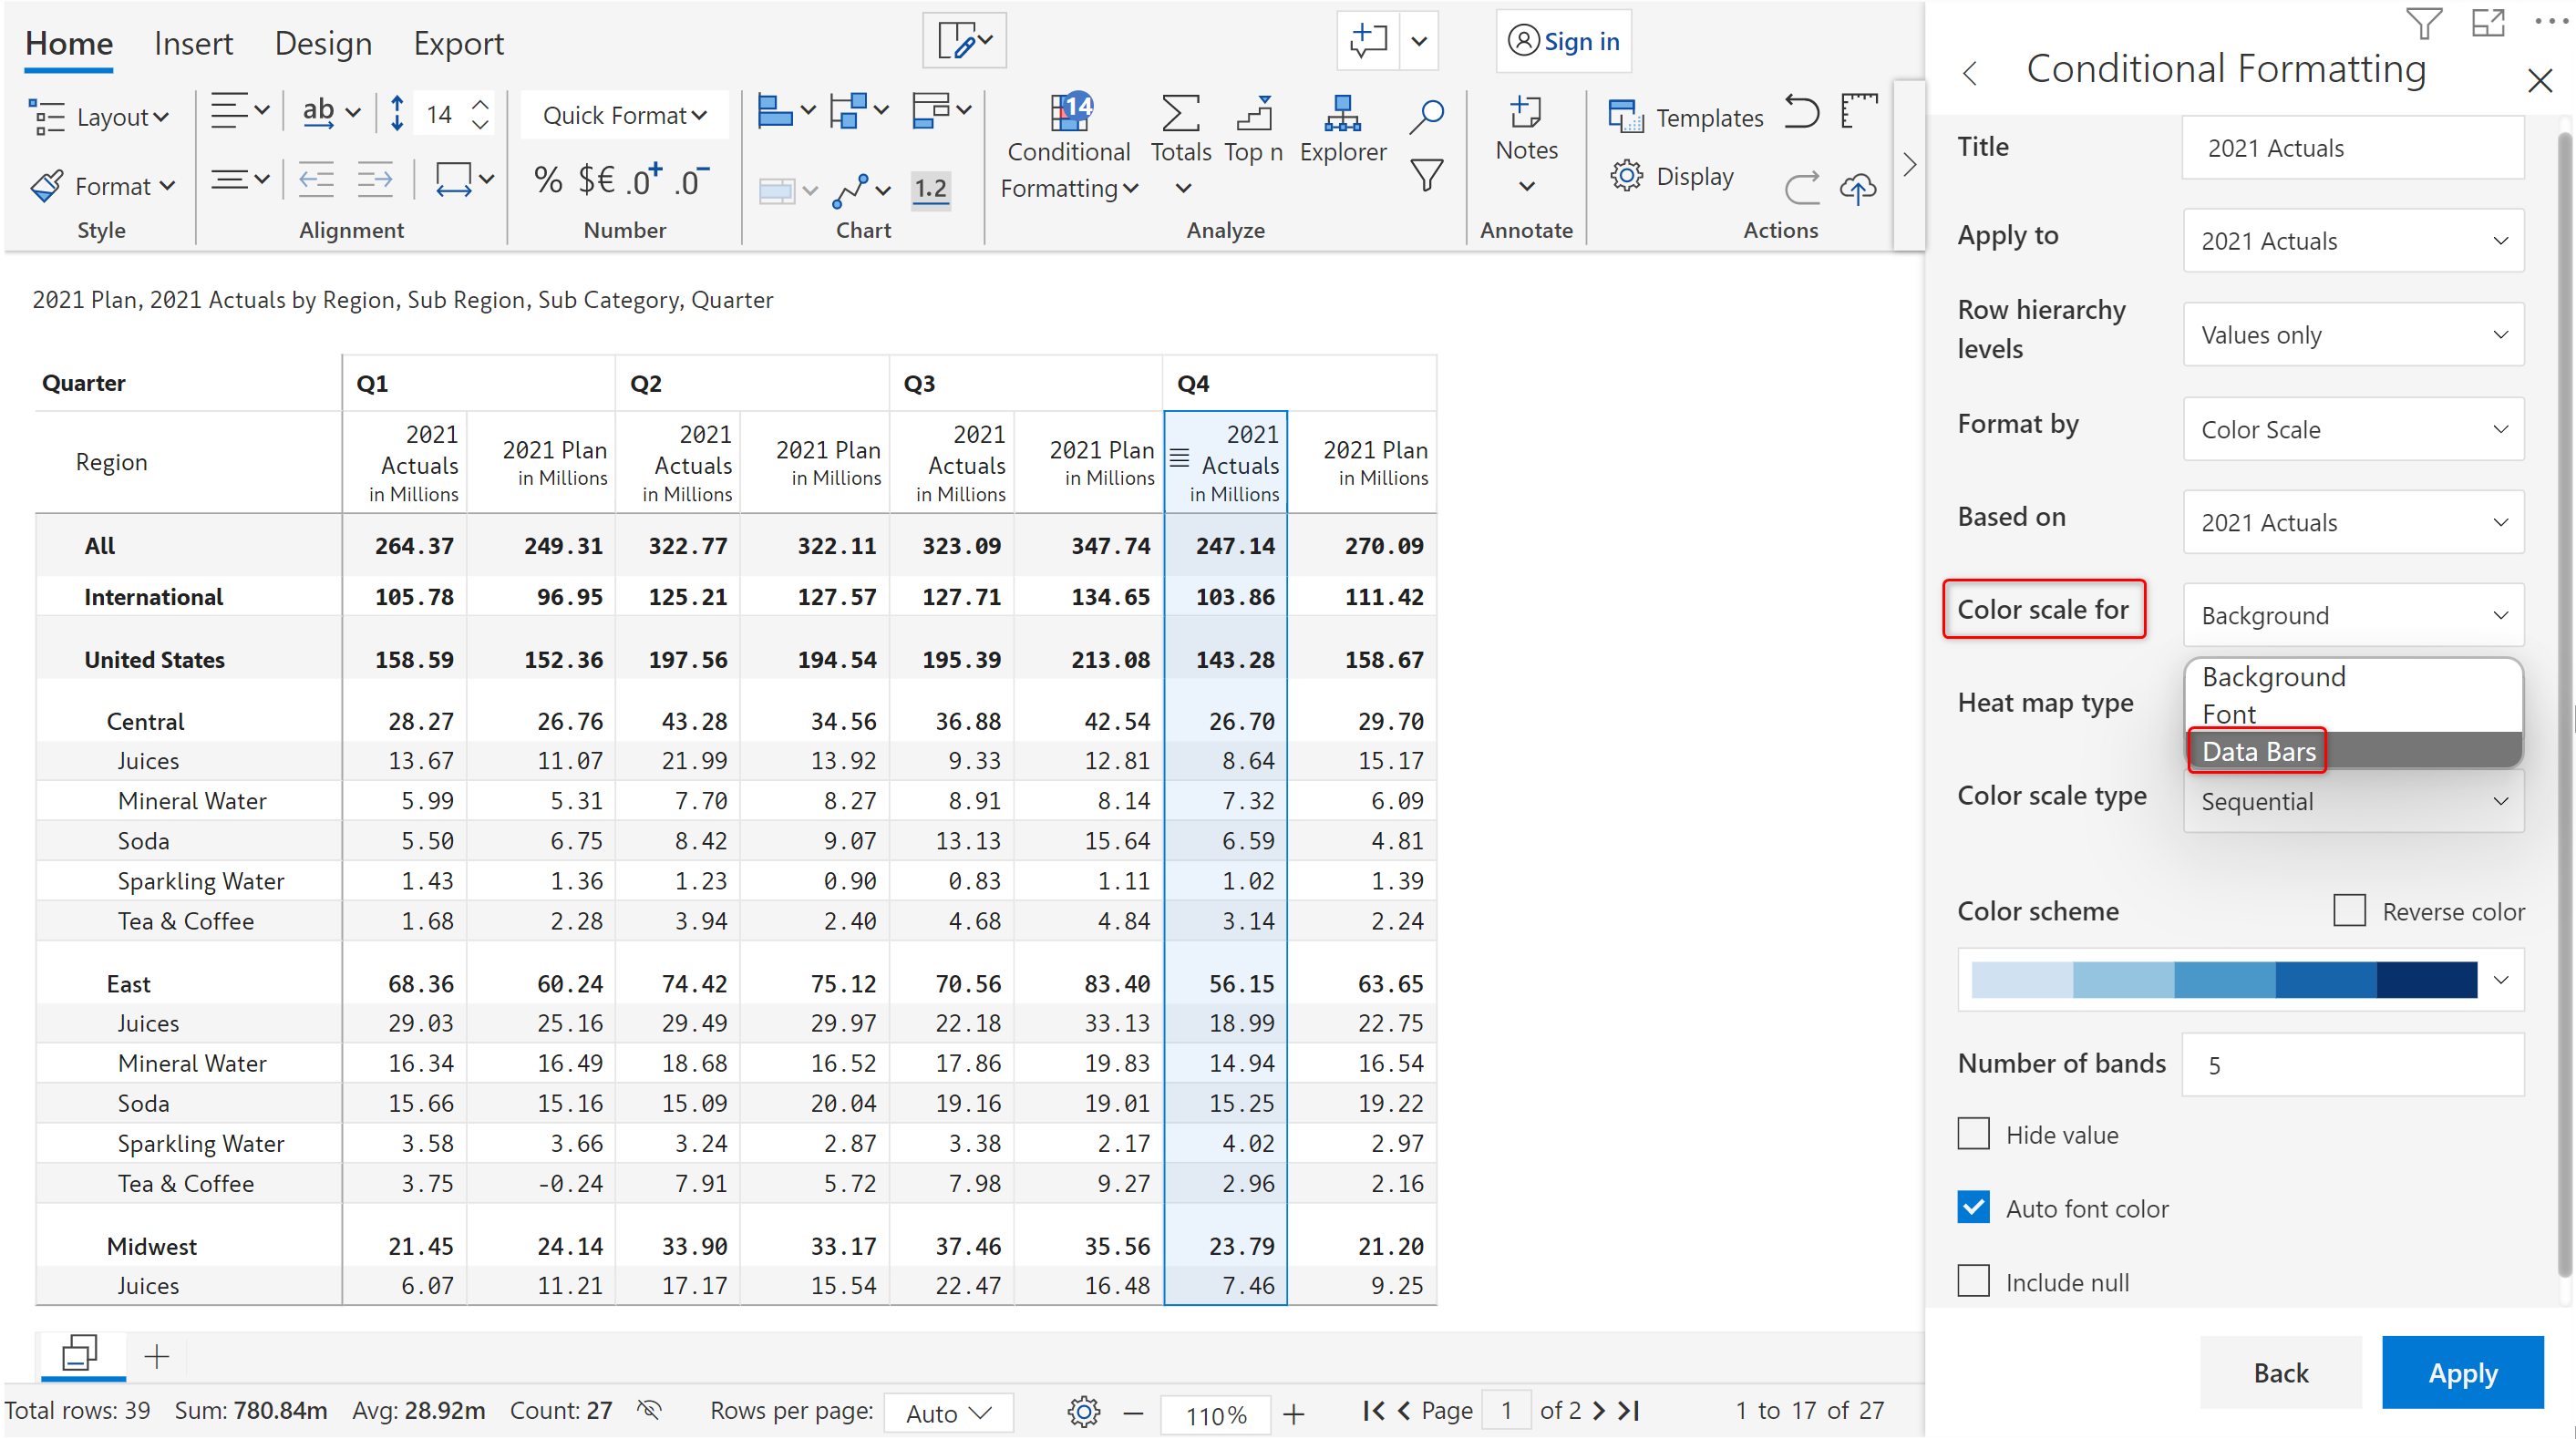 Home Insert Design Export
Sign in
Layout
ab
14
Quick Format
14
Conditional
Formatting
Totals
Top n
Explorer
Notes
Templates
Format
% $€ .0+ .0-
1.2
Display
Style
Alignment
Number
Chart
Analyze
Annotate
Actions
2021 Plan, 2021 Actuals by Region, Sub Region, Sub Category, Quarter
Quarter Q1 Q2 Q3 Q4
Region 2021 Actuals in Millions 2021 Plan in Millions 2021 Actuals in Millions 2021 Plan in Millions 2021 Actuals in Millions 2021 Plan in Millions 2021 Actuals in Millions 2021 Plan in Millions
All 264.37 249.31 322.77 322.11 323.09 347.74 247.14 270.09
International 105.78 96.95 125.21 127.57 127.71 134.65 103.86 111.42
United States 158.59 152.36 197.56 194.54 195.39 213.08 143.28 158.67
Central 28.27 26.76 43.28 34.56 36.88 42.54 26.70 29.70
Juices 13.67 11.07 21.99 13.92 9.33 12.81 8.64 15.17
Mineral Water 5.99 5.31 7.70 8.27 8.91 8.14 7.32 6.09
Soda 5.50 6.75 8.42 9.07 13.13 15.64 6.59 4.81
Sparkling Water 1.43 1.36 1.23 0.90 0.83 1.11 1.02 1.39
Tea & Coffee 1.68 2.28 3.94 2.40 4.68 4.84 3.14 2.24
East 68.36 60.24 74.42 75.12 70.56 83.40 56.15 63.65
Juices 29.03 25.16 29.49 29.97 22.18 33.13 18.99 22.75
Mineral Water 16.34 16.49 18.68 16.52 17.86 19.83 14.94 16.54
Soda 15.66 15.16 15.09 20.04 19.16 19.01 15.25 19.22
Sparkling Water 3.58 3.66 3.24 2.87 3.38 2.17 4.02 2.97
Tea & Coffee 3.75 -0.24 7.91 5.72 7.98 9.27 2.96 2.16
Midwest 21.45 24.14 33.90 33.17 37.46 35.56 23.79 21.20
Juices 6.07 11.21 17.17 15.54 22.47 16.48 7.46 9.25
Total rows: 39 Sum: 780.84m Avg: 28.92m Count: 27 Rows per page: Auto 110% Page 1 of 2 1 to 17 of 27
Conditional Formatting
Title 2021 Actuals
Apply to 2021 Actuals
Row hierarchy
levels
Values only
Format by Color Scale
Based on 2021 Actuals
Color scale for Background
Background
Font
Data Bars
Heat map type
Color scale type Sequential
Color scheme Reverse color
Number of bands 5
Hide value
Auto font color
Include null
Back Apply